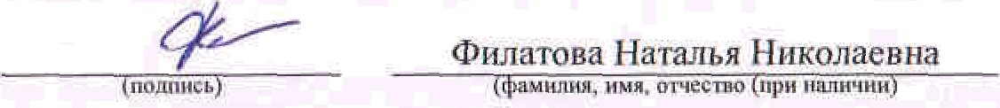 Филатова Наталья Николаевна
(подпись) (фамилия, имя, отчество (при наличии)